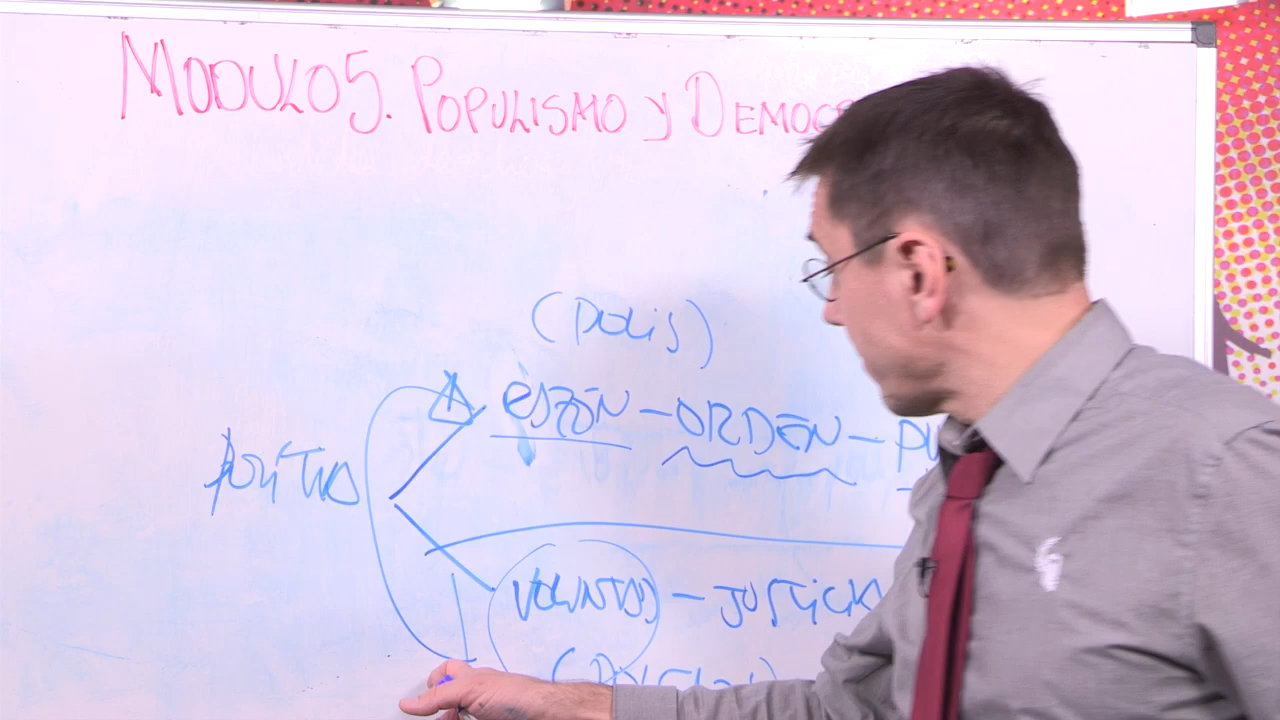 MODULO 5. POPULISMO Y DEMOC
(POLIS)
RAZÓN - ORDEN - PU
POLÍTICA
VOLUNTAD - JUSTICIA